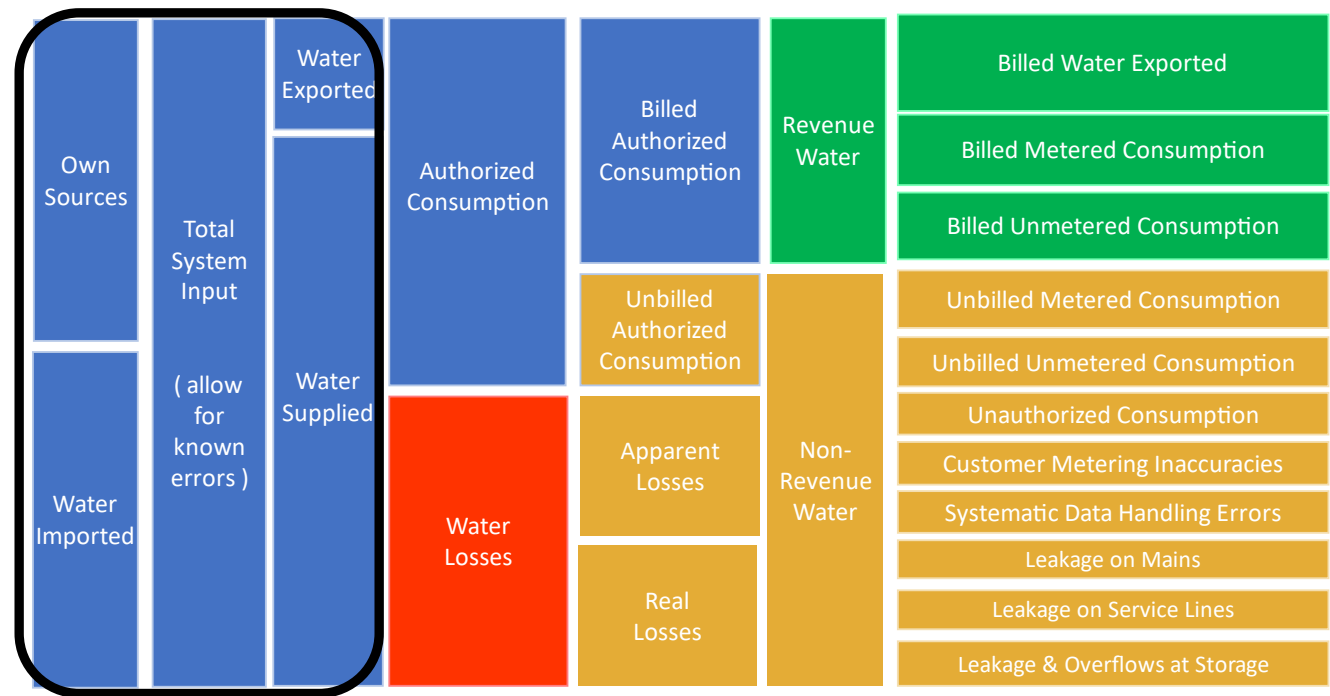 Own
Sources
Water
Imported
Total
System
Input
( allow
for
known
errors )
Water
Exported
Water
Supplied
Authorized
Consumption
Water
Losses
Billed
Authorized
Consumption
Unbilled
Authorized
Consumption
Apparent
Losses
Real
Losses
Revenue
Water
Non-
Revenue
Water
Billed Water Exported
Billed Metered Consumption
Billed Unmetered Consumption
Unbilled Metered Consumption
Unbilled Unmetered Consumption
Unauthorized Consumption
Customer Metering Inaccuracies
Systematic Data Handling Errors
Leakage on Mains
Leakage on Service Lines
Leakage & Overflows at Storage